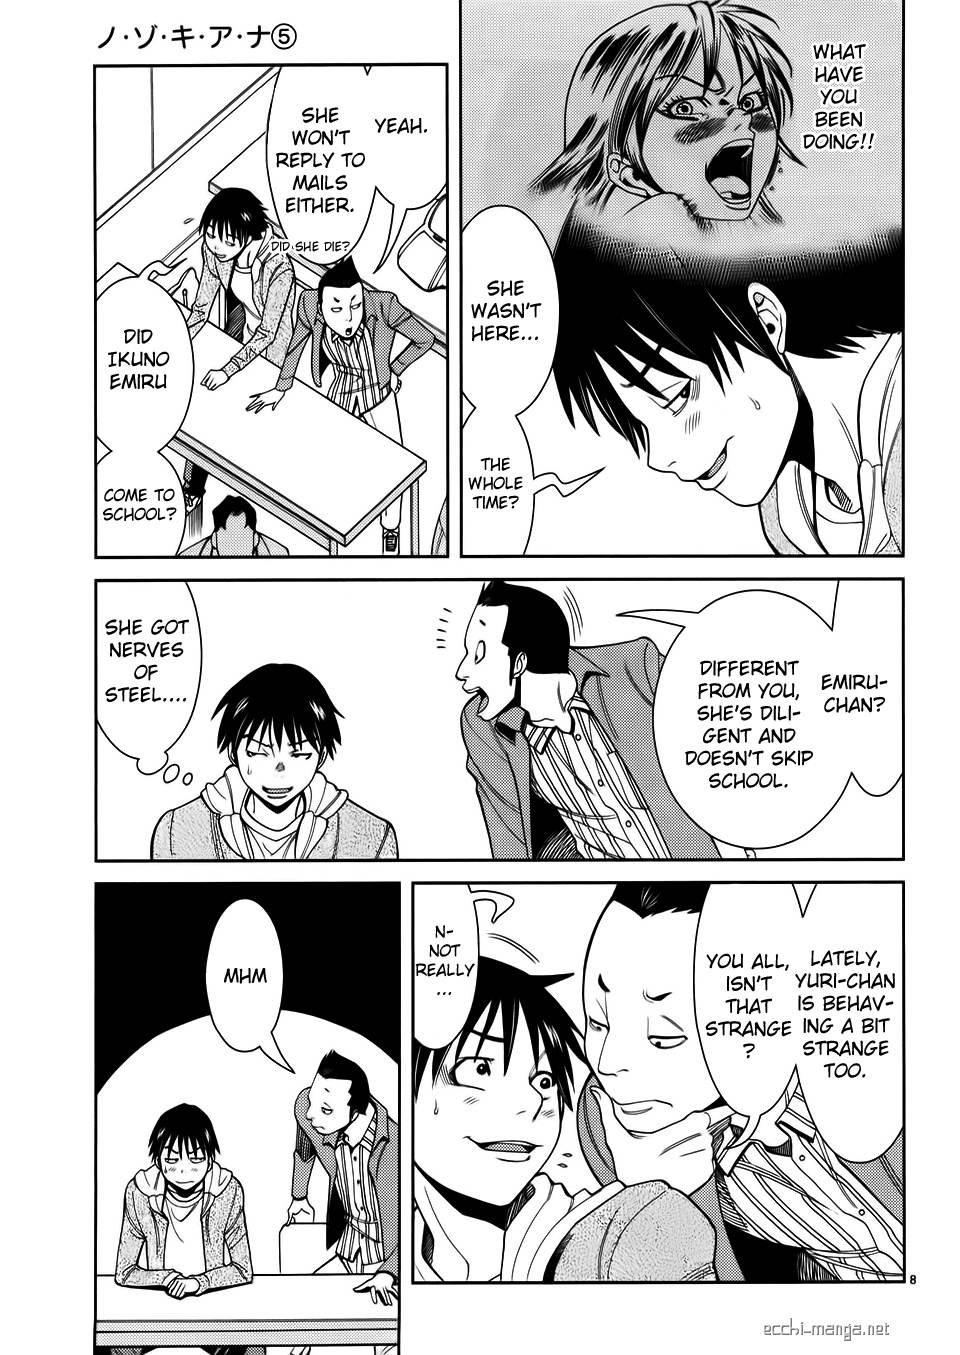 ノ・ゾ・キ・ア・ナ⑤
WHAT
HAVE
YOU
BEEN
DOING!!
SHE
WASN'T
HERE...
THE
WHOLE
TIME?
YEAH.
SHE
WON'T
REPLY TO
MAILS
EITHER.
DID SHE DIE?
DID
IKUNO
EMIRU
COME TO
SCHOOL?
EMIRU-
CHAN?
DIFFERENT
FROM YOU,
SHE'S DILI-
GENT AND
DOESN'T SKIP
SCHOOL.
SHE GOT
NERVES
OF
STEEL....
LATELY,
YURI-CHAN
IS BEHAV-
ING A BIT
STRANGE
TOO.
YOU ALL,
ISN'T
THAT
STRANGE
?
N-
NOT
REALLY
...
MHM
8
ecchi-manga.net